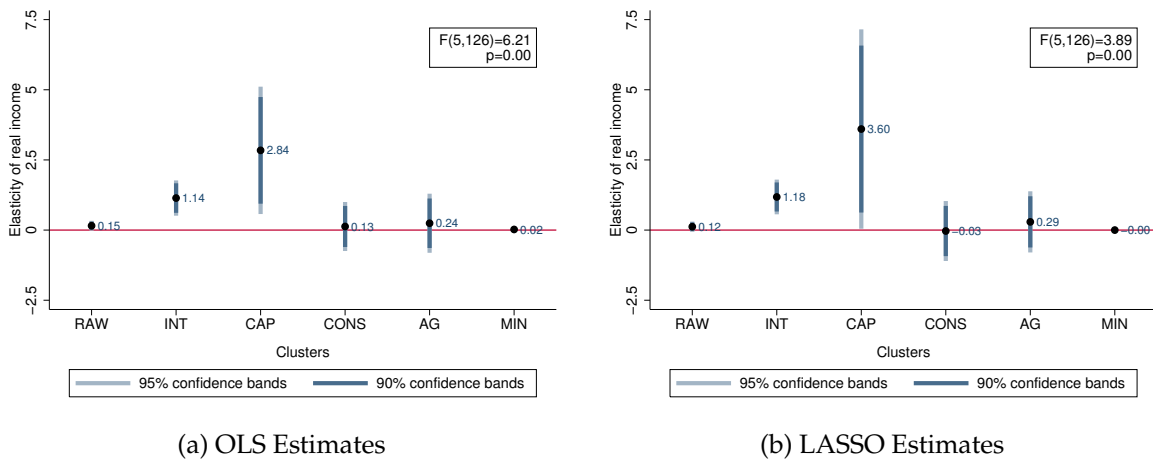 7.5
5
2.5
0
−2.5
Elasticity of real income
F(5,126)=6.21
p=0.00
0.15
1.14
2.84
0.13
0.24
0.02
RAW INT CAP CONS AG MIN
Clusters
95% confidence bands 90% confidence bands
(a) OLS Estimates
7.5
5
2.5
0
−2.5
Elasticity of real income
F(5,126)=3.89
p=0.00
0.12
1.18
3.60
−0.03
0.29
−0.00
RAW INT CAP CONS AG MIN
Clusters
95% confidence bands 90% confidence bands
(b) LASSO Estimates